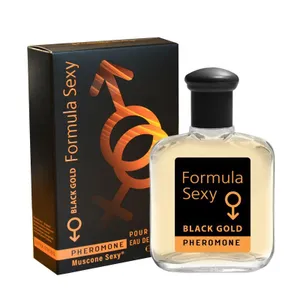 Formula Sexy
BLACK GOLD
PHEROMONE
Muscone Sexy®
POUR
EAU DE
Formula
Sexy
BLACK GOLD
PHEROMONE